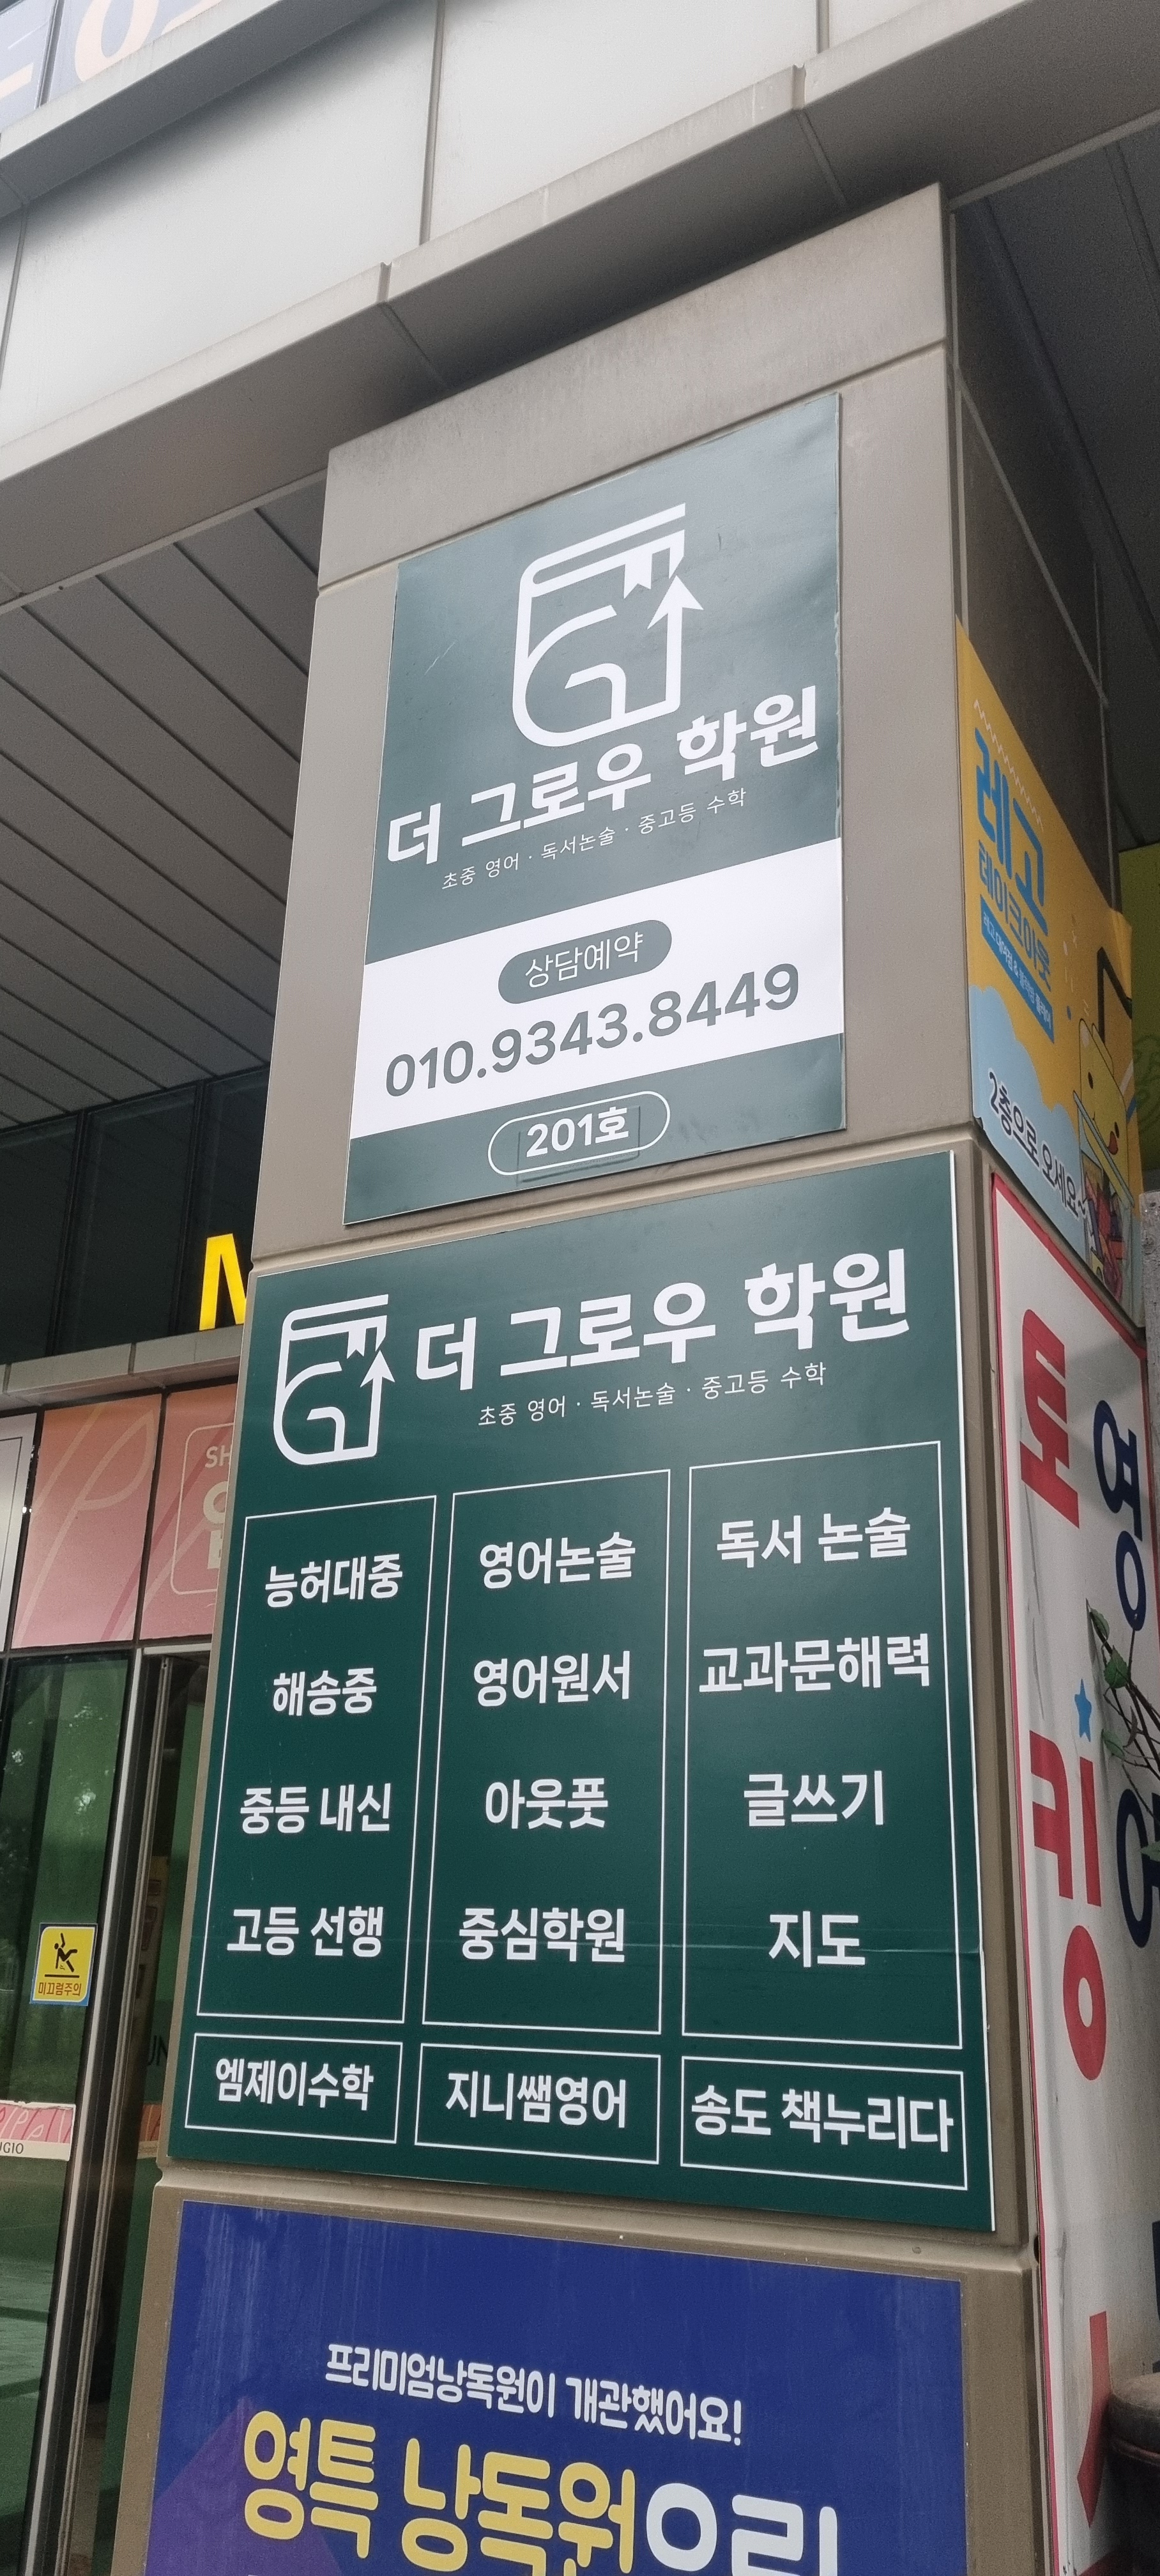 더 그로우 학원
초중 영어 · 독서논술 · 중고등 수학
상담예약
010.9343.8449
201호
더 그로우 학원
초중 영어 · 독서논술 · 중고등 수학
능허대중
해송중
중등 내신
고등 선행
엠제이수학
영어논술
영어원서
아웃풋
중심학원
지니쌤영어
독서 논술
교과문해력
글쓰기
지도
송도 책누리다
프리미엄낭독원이 개관했어요!
영특 낭독원
레고
테이크아웃
2층으로 오세요~
토킹
미끄럼주의